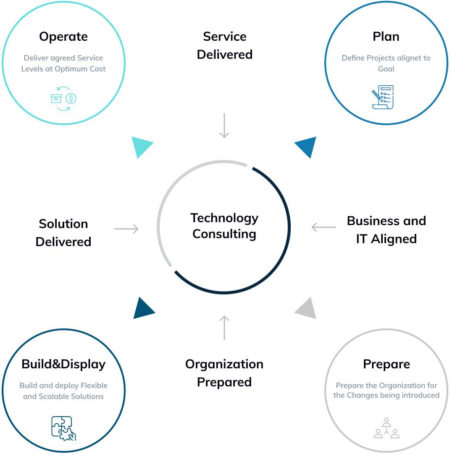 Operate
Deliver agreed Service
Levels at Optimum Cost
Service
Delivered
Plan
Define Projects alignet to
Goal
Solution
Delivered
Technology
Consulting
Business and
IT Aligned
Build&Display
Build and deploy Flexible
and Scalable Solutions
Organization
Prepared
Prepare
Prepare the Organization for
the Changes being introduced